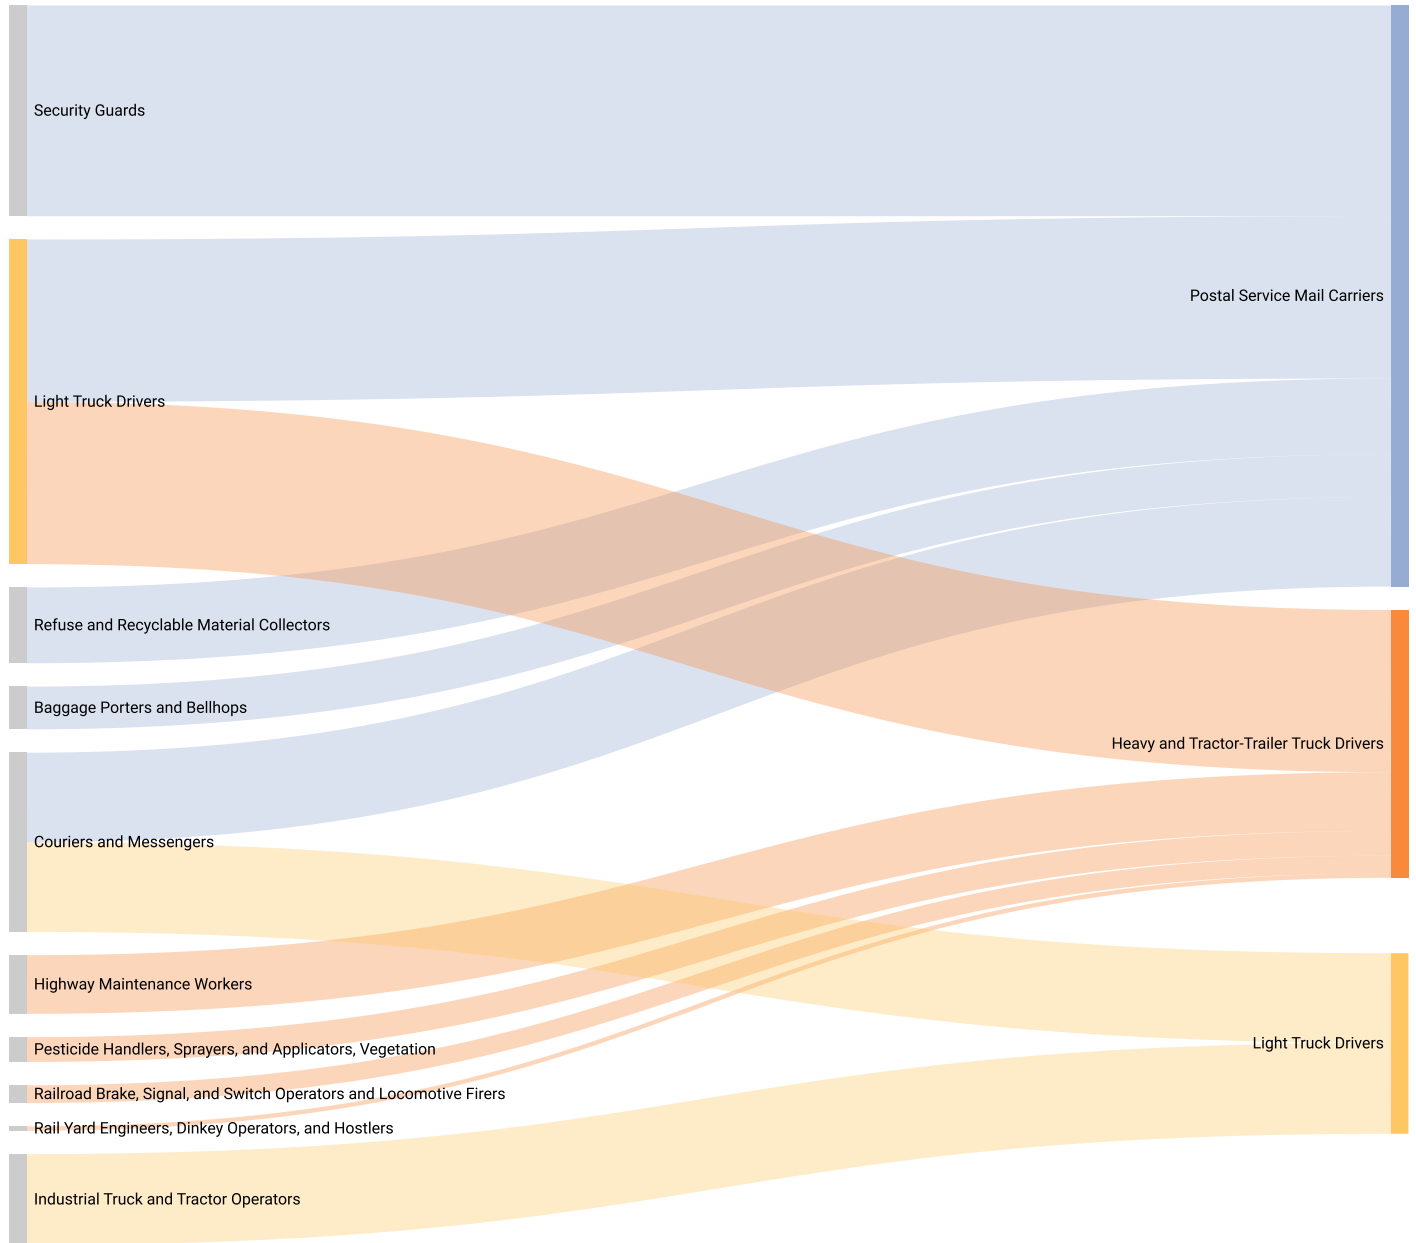 Security Guards
Postal Service Mail Carriers
Light Truck Drivers
Refuse and Recyclable Material Collectors
Baggage Porters and Bellhops
Heavy and Tractor-Trailer Truck Drivers
Couriers and Messengers
Highway Maintenance Workers
Light Truck Drivers
Pesticide Handlers, Sprayers, and Applicators, Vegetation
Railroad Brake, Signal, and Switch Operators and Locomotive Firers
Rail Yard Engineers, Dinkey Operators, and Hostlers
Industrial Truck and Tractor Operators